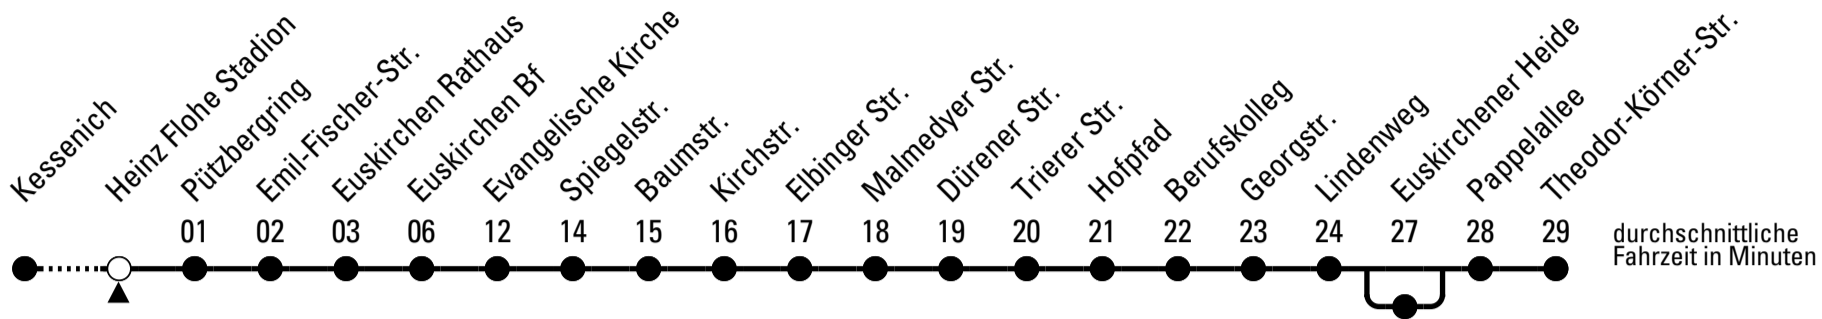 Kessenich
Heinz Flohe Stadion
Pützbergring
Emil-Fischer-Str.
Euskirchen Rathaus
Euskirchen Bf
Evangelische Kirche
Spiegelstr.
Baumstr.
Kirchstr.
Elbinger Str.
Malmedyer Str.
Dürener Str.
Trierer Str.
Hofpfad
Berufskolleg
Georgstr.
Lindenweg
Euskirchener Heide
Pappelallee
Theodor-Körner-Str.
01 02 03 06 12 14 15 16 17 18 19 20 21 22 23 24 27 28 29
durchschnittliche
Fahrzeit in Minuten